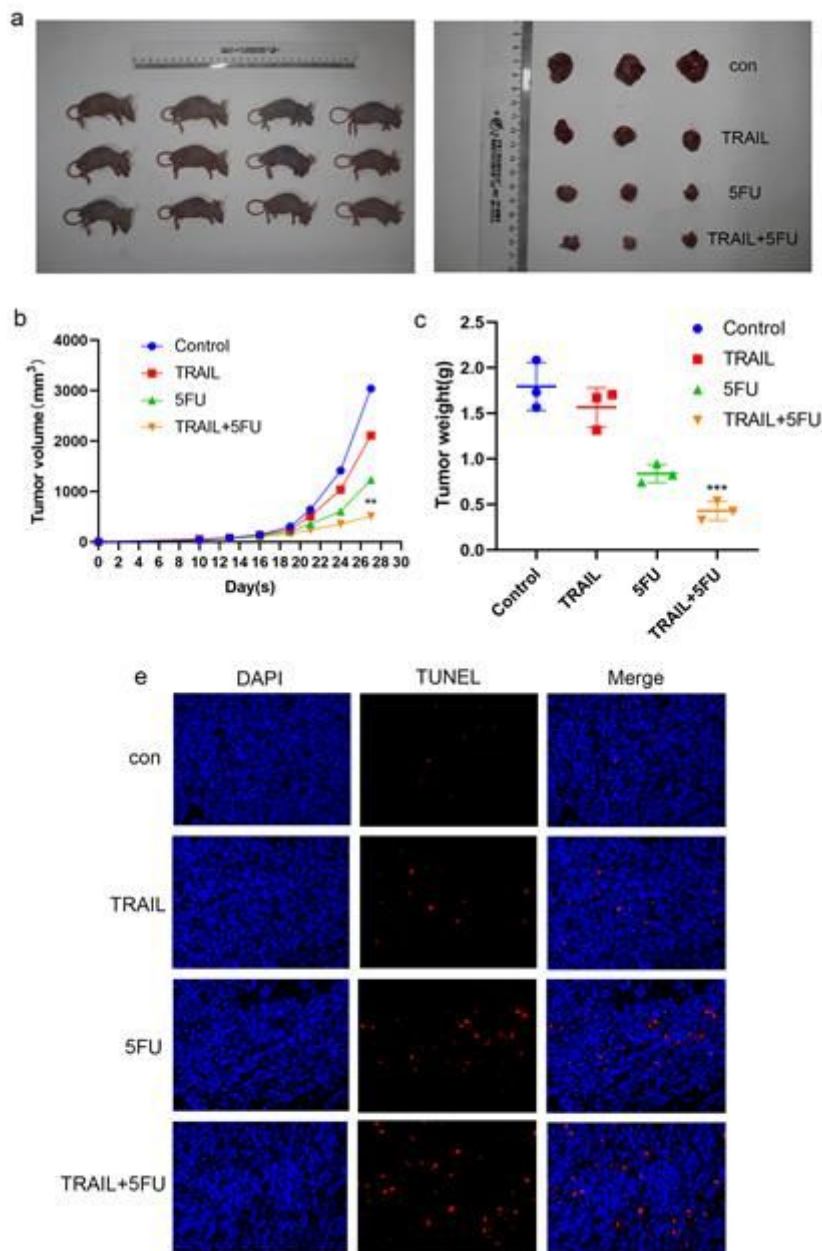 a
con
TRAIL
5FU
TRAIL+5FU
b
4000
3000
2000
1000
0
Tumor volume(mm³)
Control
TRAIL
5FU
TRAIL+5FU
**
0 2 4 6 8 10 12 14 16 18 20 22 24 26 28 30
Day(s)
c
2.5
2.0
1.5
1.0
0.5
0.0
Tumor weight(g)
Control
TRAIL
5FU
TRAIL+5FU
***
Control
TRAIL
5FU
TRAIL+5FU
e
DAPI TUNEL Merge
con
TRAIL
5FU
TRAIL+5FU